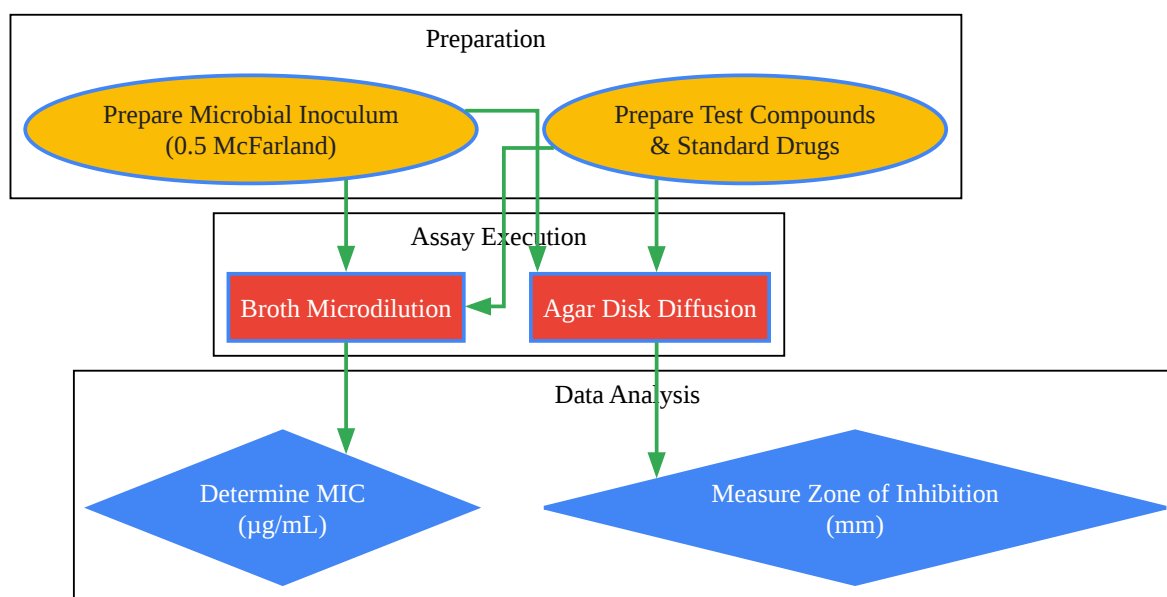 Preparation
Prepare Microbial Inoculum
(0.5 McFarland)
Prepare Test Compounds
& Standard Drugs
Assay Execution
Broth Microdilution
Agar Disk Diffusion
Data Analysis
Determine MIC
(µg/mL)
Measure Zone of Inhibition
(mm)